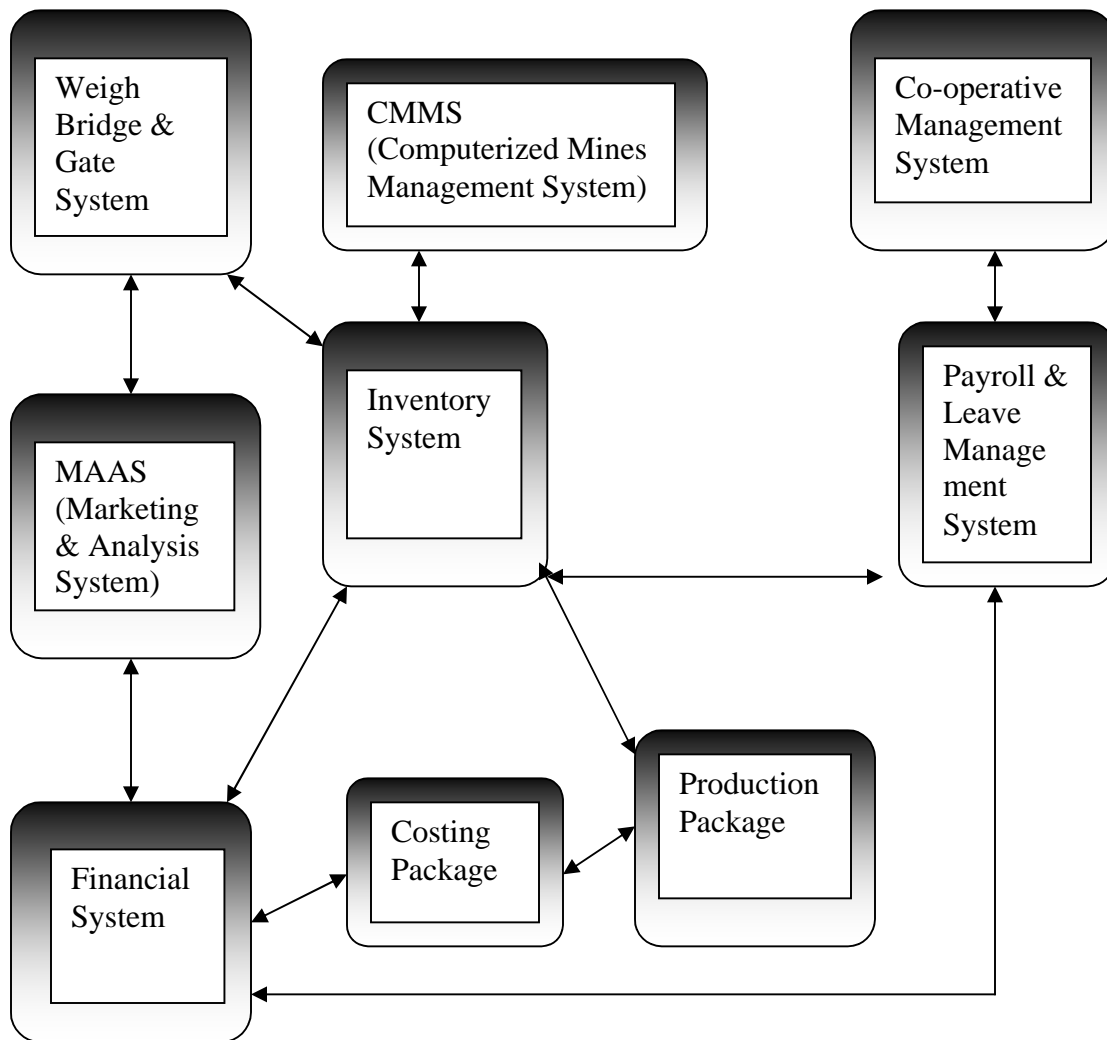 Weigh
Bridge &
Gate
System
CMMS
(Computerized Mines
Management System)
Co-operative
Management
System
MAAS
(Marketing
& Analysis
System)
Inventory
System
Payroll &
Leave
Manage
ment
System
Financial
System
Costing
Package
Production
Package